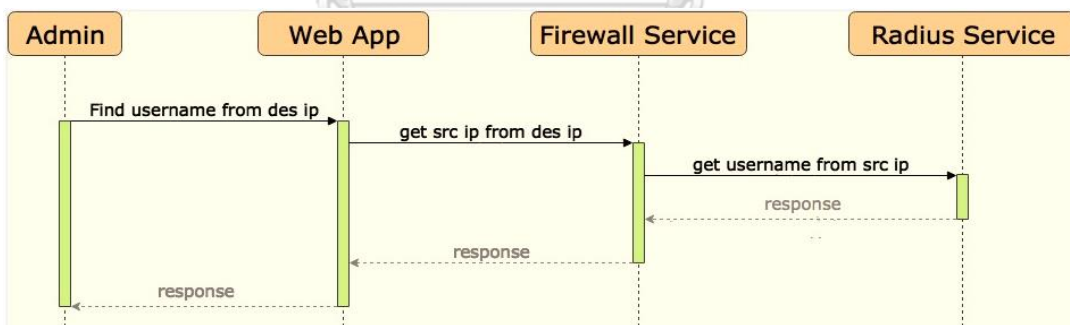 Admin
Web App
Firewall Service
Radius Service
Find username from des ip
get src ip from des ip
get username from src ip
response
response
response